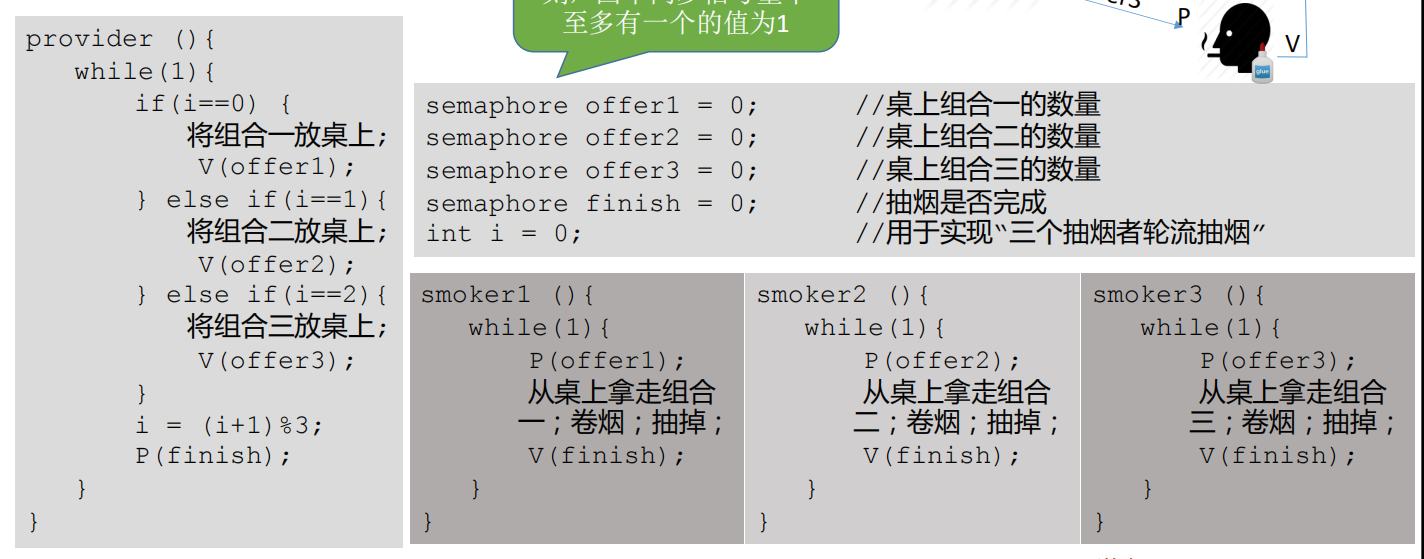 至多有一个的值为1
P
V
glue
provider (){
while(1){
if(i==0) {
将组合一放桌上;
V(offer1);
} else if(i==1){
将组合二放桌上;
V(offer2);
} else if(i==2){
将组合三放桌上;
V(offer3);
}
i = (i+1)%3;
P(finish);
}
}
semaphore offer1 = 0; //桌上组合一的数量
semaphore offer2 = 0; //桌上组合二的数量
semaphore offer3 = 0; //桌上组合三的数量
semaphore finish = 0; //抽烟是否完成
int i = 0; //用于实现“三个抽烟者轮流抽烟”
smoker1 (){
while(1){
P(offer1);
从桌上拿走组合
一；卷烟；抽掉；
V(finish);
}
}
smoker2 (){
while(1){
P(offer2);
从桌上拿走组合
二；卷烟；抽掉；
V(finish);
}
}
smoker3 (){
while(1){
P(offer3);
从桌上拿走组合
三；卷烟；抽掉；
V(finish);
}
}